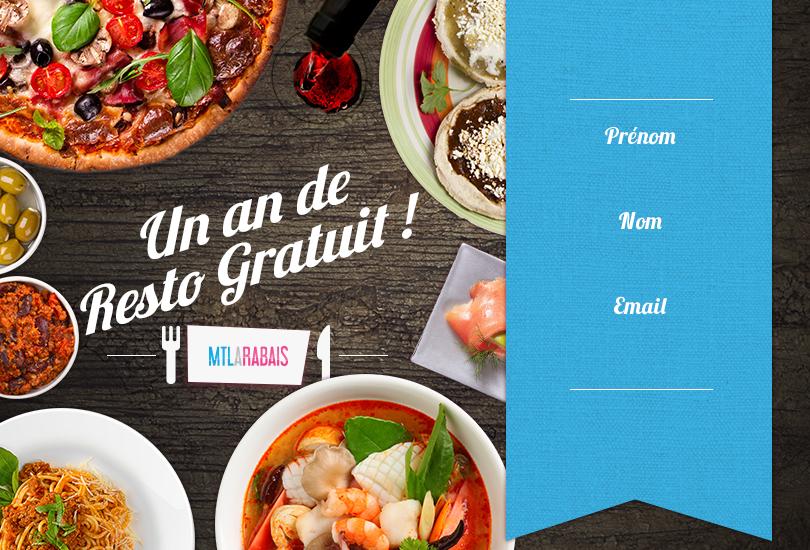 Un an de
Resto Gratuit !
MTLARABAIS
Prénom
Nom
Email